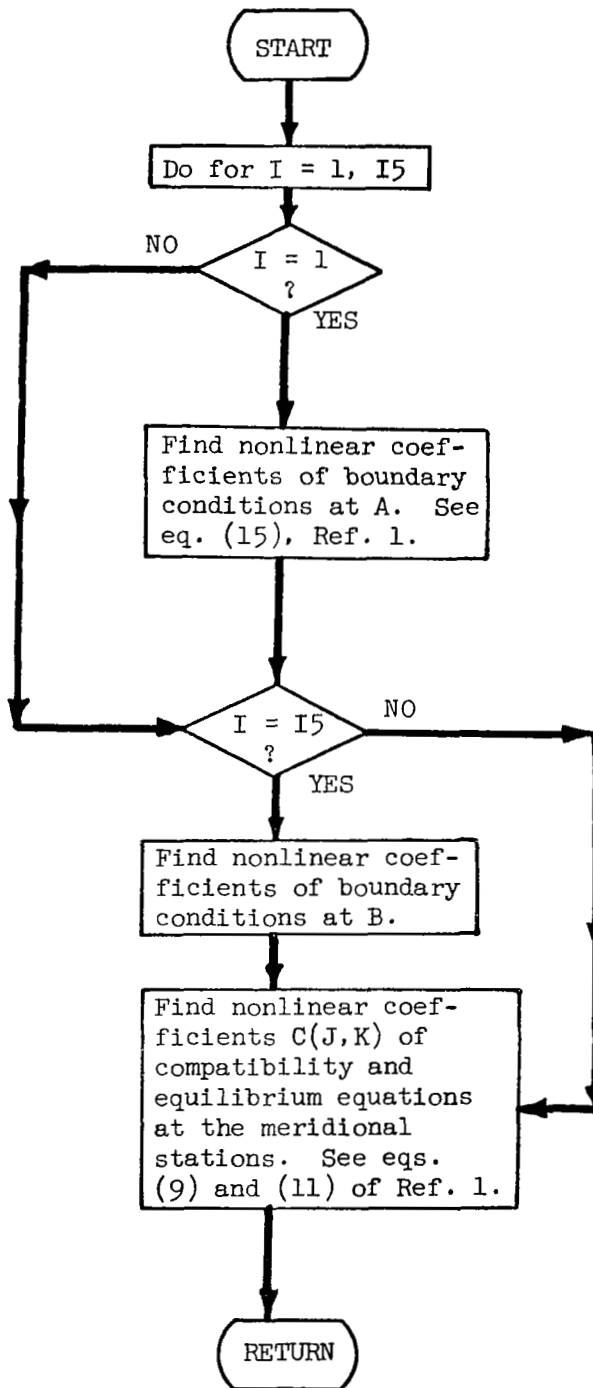 START
Do for I = 1, I5
NO
I = 1
?
YES
Find nonlinear coef-
ficients of boundary
conditions at A. See
eq. (15), Ref. 1.
I = I5
?
NO
YES
Find nonlinear coef-
ficients of boundary
conditions at B.
Find nonlinear coef-
ficients C(J,K) of
compatibility and
equilibrium equations
at the meridional
stations. See eqs.
(9) and (11) of Ref. 1.
RETURN